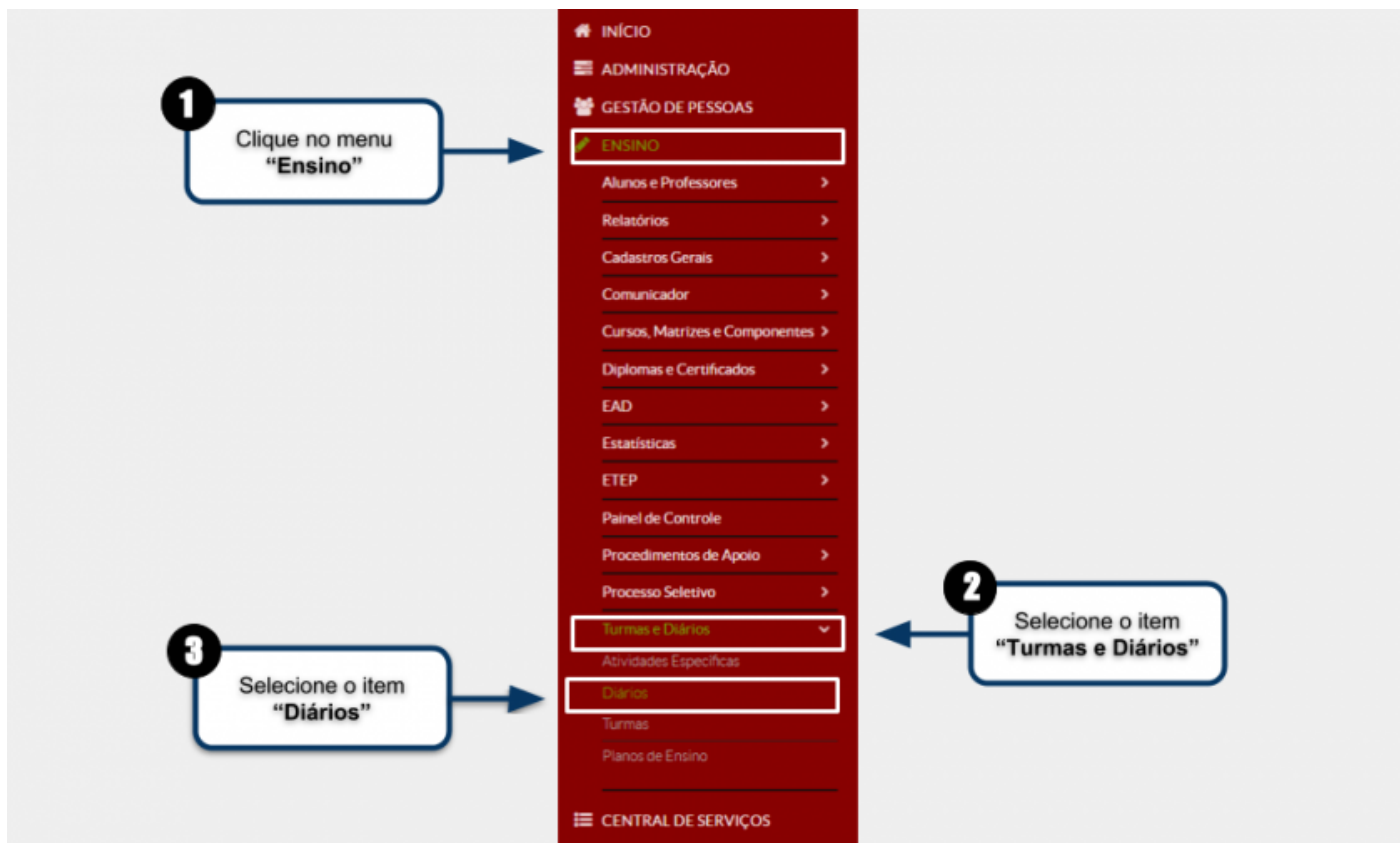 INÍCIO
ADMINISTRAÇÃO
GESTÃO DE PESSOAS
1
Clique no menu
“Ensino”
ENSINO
Alunos e Professores
Relatórios
Cadastros Gerais
Comunicador
Cursos, Matrizes e Componentes
Diplomas e Certificados
EAD
Estatísticas
ETEP
Painel de Controle
Procedimentos de Apoio
Processo Seletivo
2
Selecione o item
“Turmas e Diários”
Turmas e Diários
Atividades Específicas
3
Selecione o item
“Diários”
Diários
Turmas
Planos de Ensino
CENTRAL DE SERVIÇOS